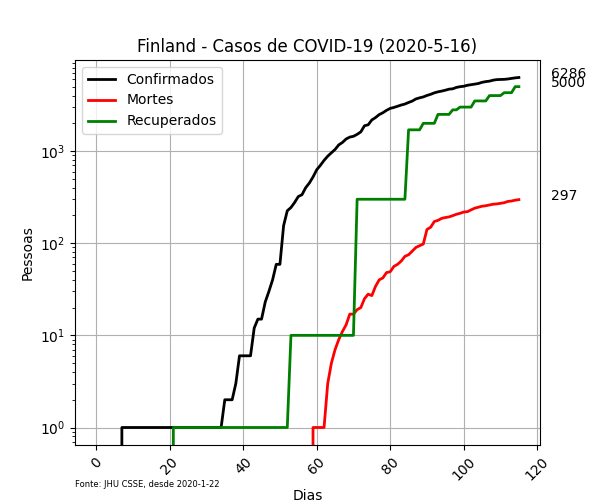 Finland - Casos de COVID-19 (2020-5-16)
Confirmados
Mortes
Recuperados
6286
5000
297
Pessoas
10³
10²
10¹
10⁰
0
20
40
60
80
100
120
Fonte: JHU CSSE, desde 2020-1-22
Dias